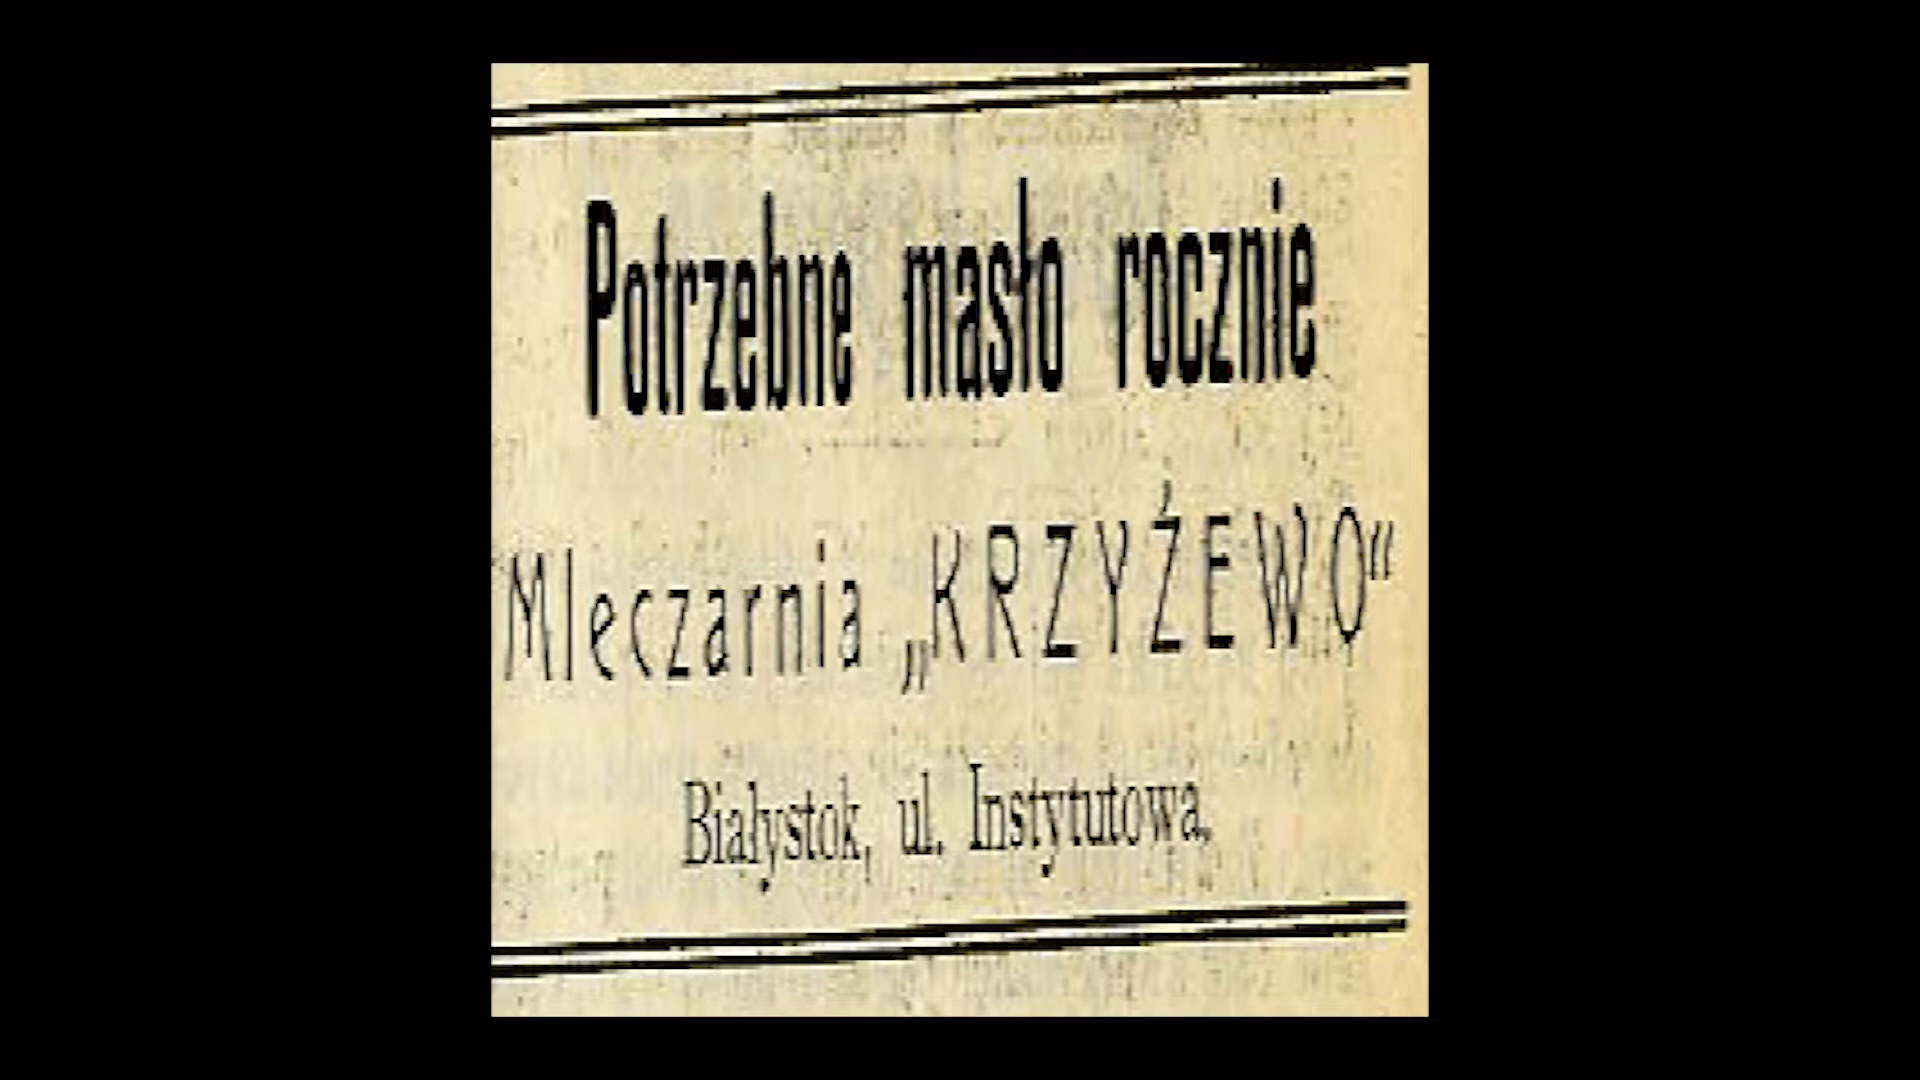 Potrzebne masło rocznie
Mleczarnia „KRZYŻEWO“
Białystok, ul. Instytutowa.